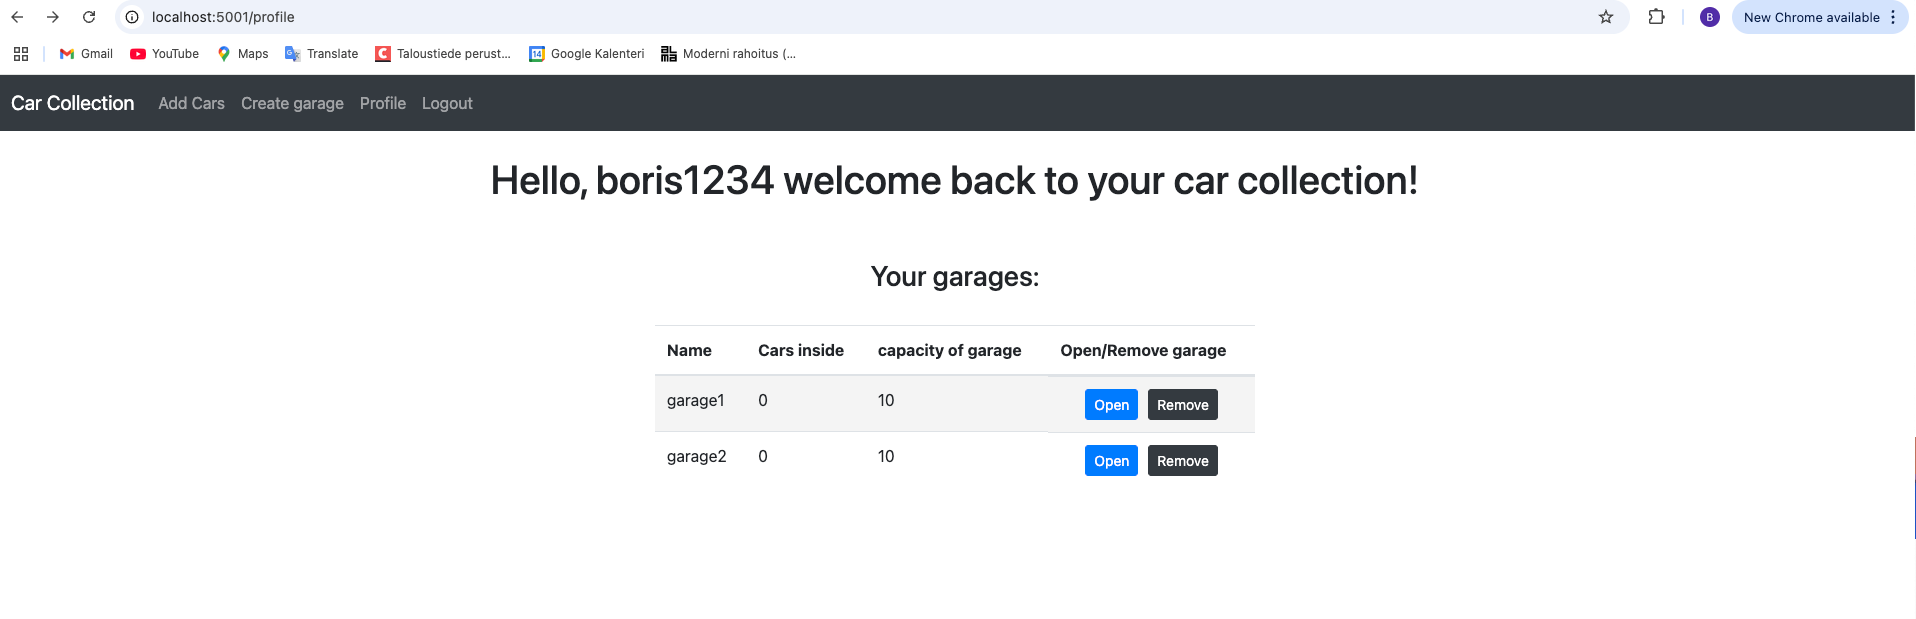 localhost:5001/profile
B
New Chrome available
Gmail
YouTube
Maps
Translate
Taloustiede perust...
14
Google Kalenteri
Moderni rahoitus (...
Car Collection Add Cars Create garage Profile Logout
Hello, boris1234 welcome back to your car collection!
Your garages:
Name Cars inside capacity of garage Open/Remove garage
garage1 0 10 Open Remove
garage2 0 10 Open Remove